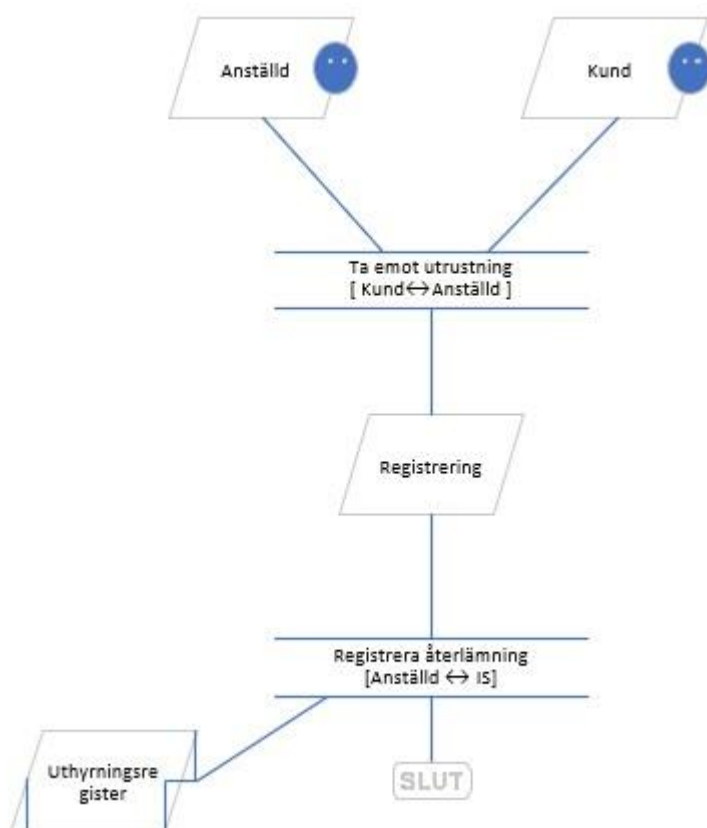 Anställd
Kund
Ta emot utrustning
[ Kund↔Anställd ]
Registrering
Registrera återlämning
[Anställd ↔ IS]
Uthyrningsre
gister
SLUT